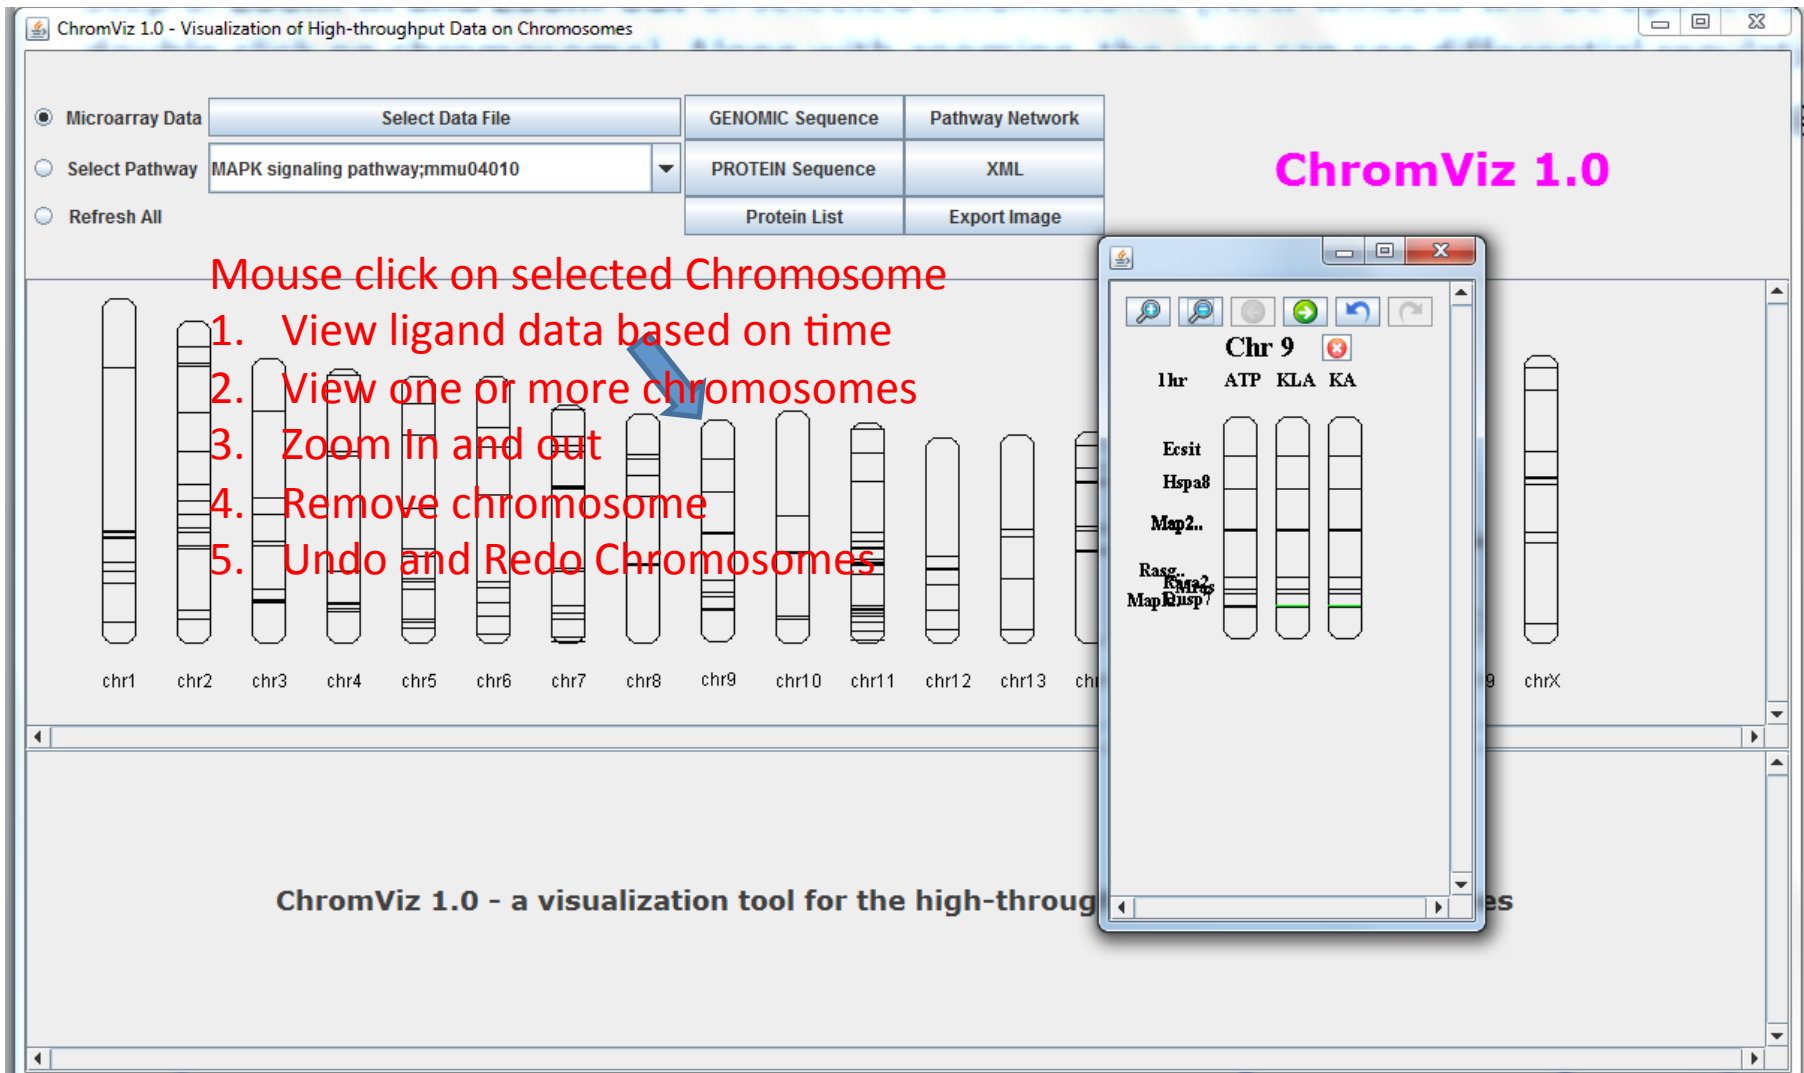 ChromViz 1.0 - Visualization of High-throughput Data on Chromosomes
Microarray Data
Select Data File
GENOMIC Sequence
Pathway Network
Select Pathway
MAPK signaling pathway;mmu04010
PROTEIN Sequence
XML
Refresh All
Protein List
Export Image
ChromViz 1.0
Mouse click on selected Chromosome
1. View ligand data based on time
2. View one or more chromosomes
3. Zoom In and out
4. Remove chromosome
5. Undo and Redo Chromosomes
chr1 chr2 chr3 chr4 chr5 chr6 chr7 chr8 chr9 chr10 chr11 chr12 chr13 9 chrX
Chr 9
1hr ATP KLA KA
Ecsit
Hspa8
Map2..
Rasg..
Dusp7
ChromViz 1.0 - a visualization tool for the high-throug es